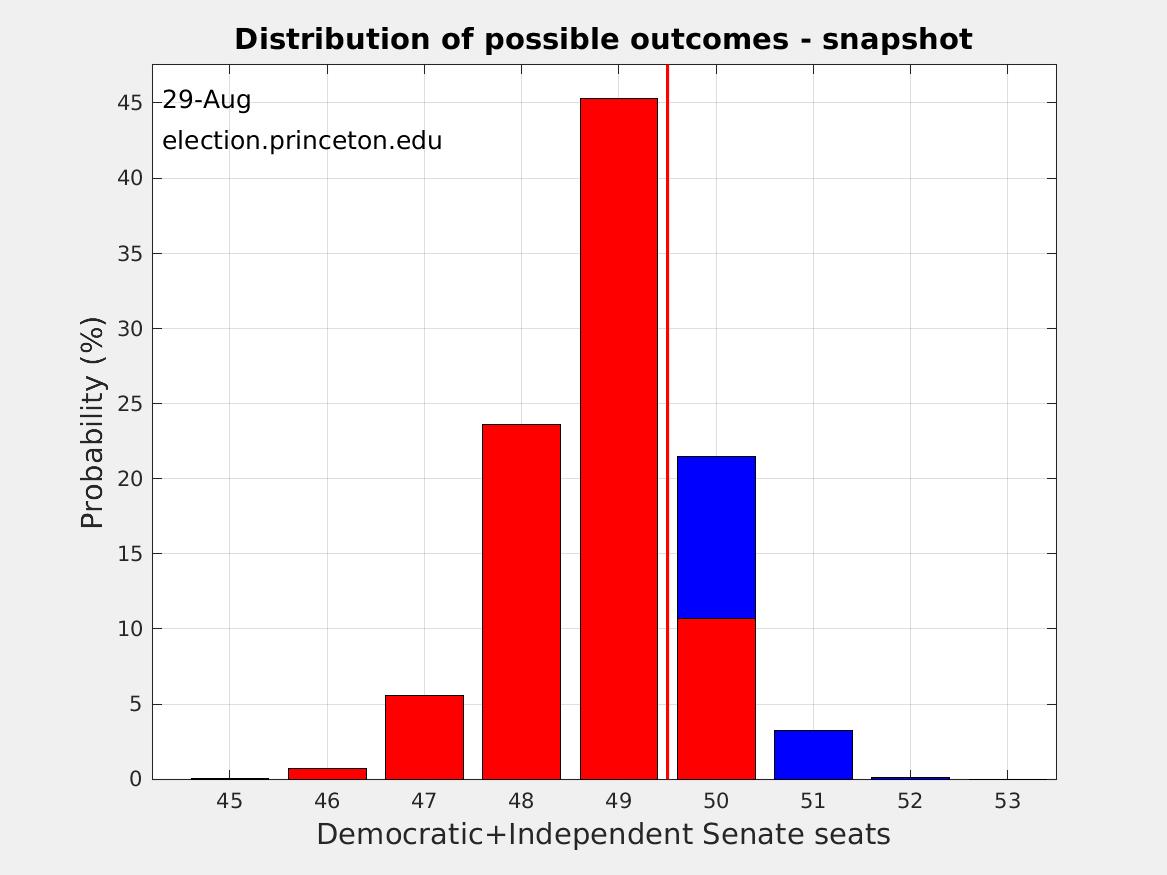 Distribution of possible outcomes - snapshot
29-Aug
election.princeton.edu
45
40
35
30
25
20
15
10
5
0
Probability (%)
45 46 47 48 49 50 51 52 53
Democratic+Independent Senate seats